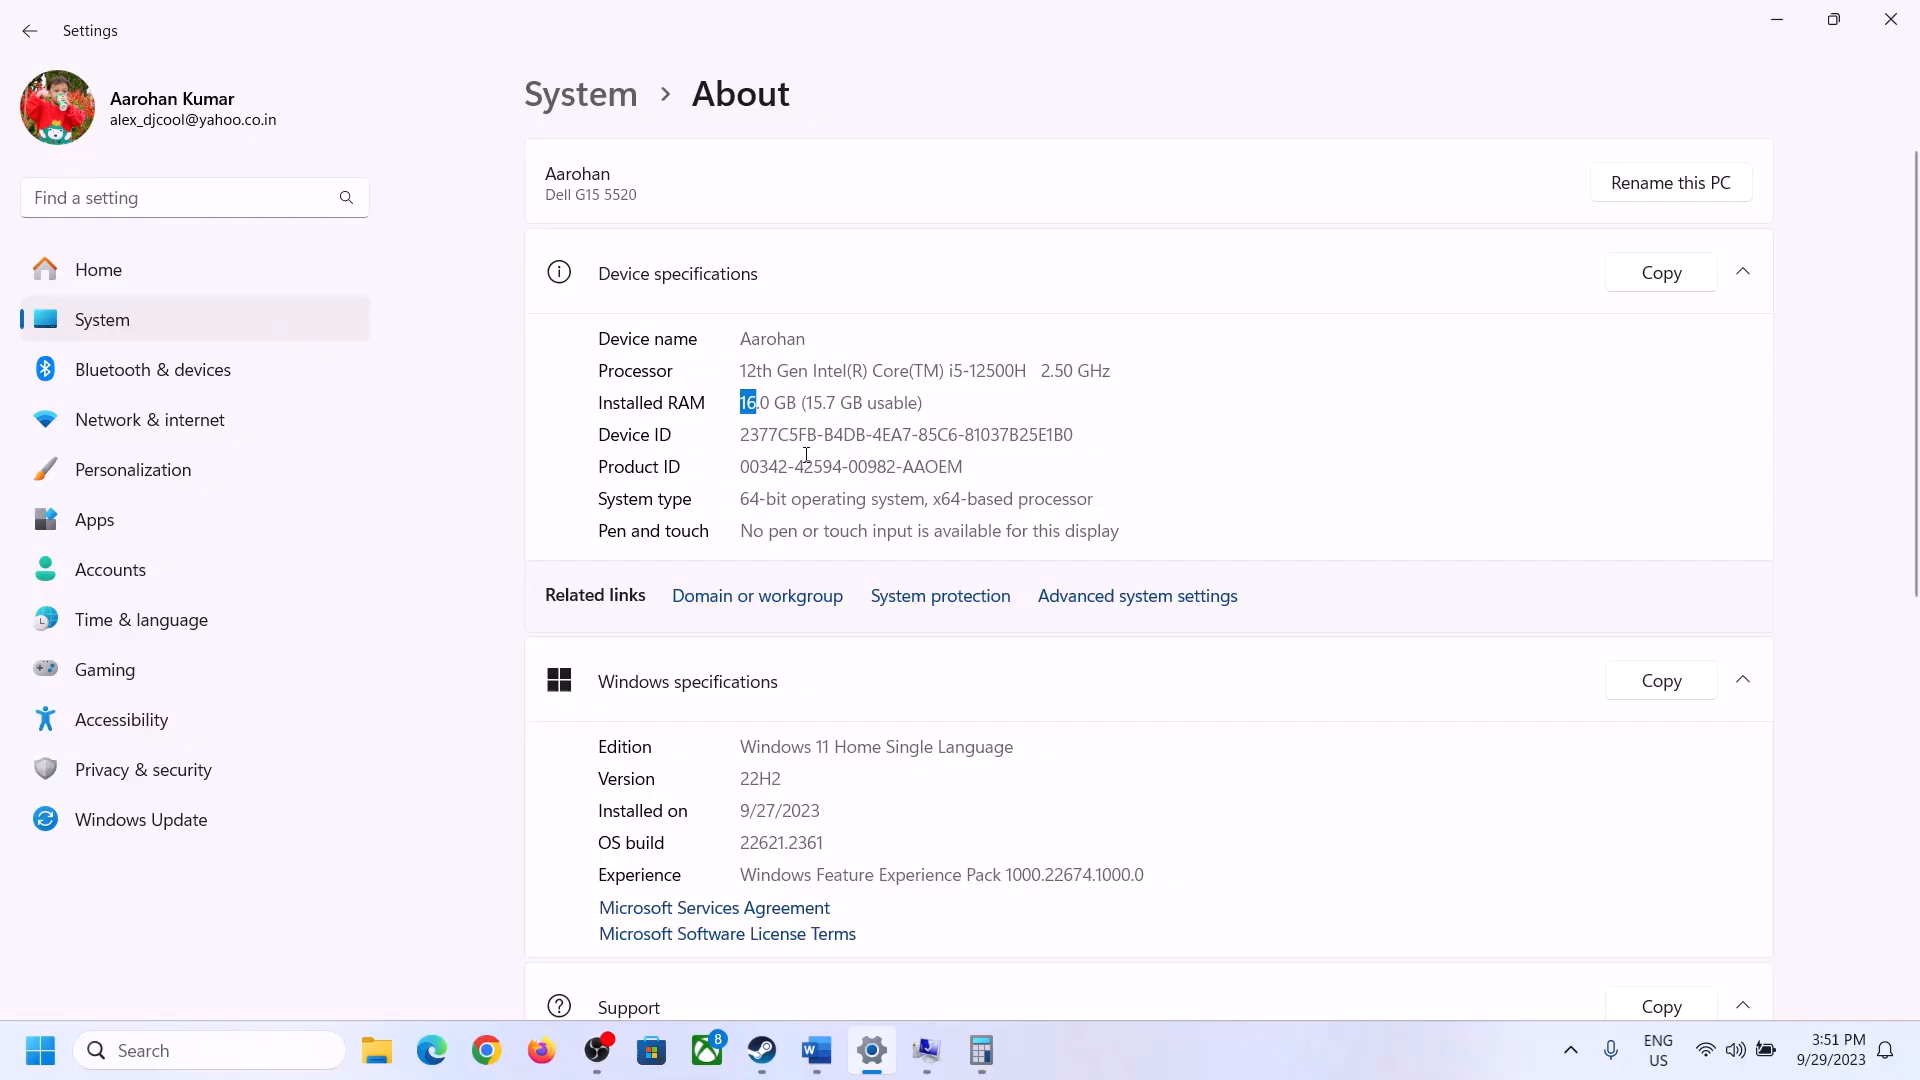 Settings
Aarohan Kumar
alex_djcool@yahoo.co.in
Find a setting
Home
System
Bluetooth & devices
Network & internet
Personalization
Apps
Accounts
Time & language
Gaming
Accessibility
Privacy & security
Windows Update
System > About
Aarohan
Dell G15 5520
Rename this PC
Device specifications
Copy
Device name Aarohan
Processor 12th Gen Intel(R) Core(TM) i5-12500H 2.50 GHz
Installed RAM 16.0 GB (15.7 GB usable)
Device ID 2377C5FB-B4DB-4EA7-85C6-81037B25E1B0
Product ID 00342-42594-00982-AAOEM
System type 64-bit operating system, x64-based processor
Pen and touch No pen or touch input is available for this display
Related links Domain or workgroup System protection Advanced system settings
Windows specifications
Copy
Edition Windows 11 Home Single Language
Version 22H2
Installed on 9/27/2023
OS build 22621.2361
Experience Windows Feature Experience Pack 1000.22674.1000.0
Microsoft Services Agreement
Microsoft Software License Terms
Support
Copy
Search
8
W
ENG
US
3:51 PM
9/29/2023